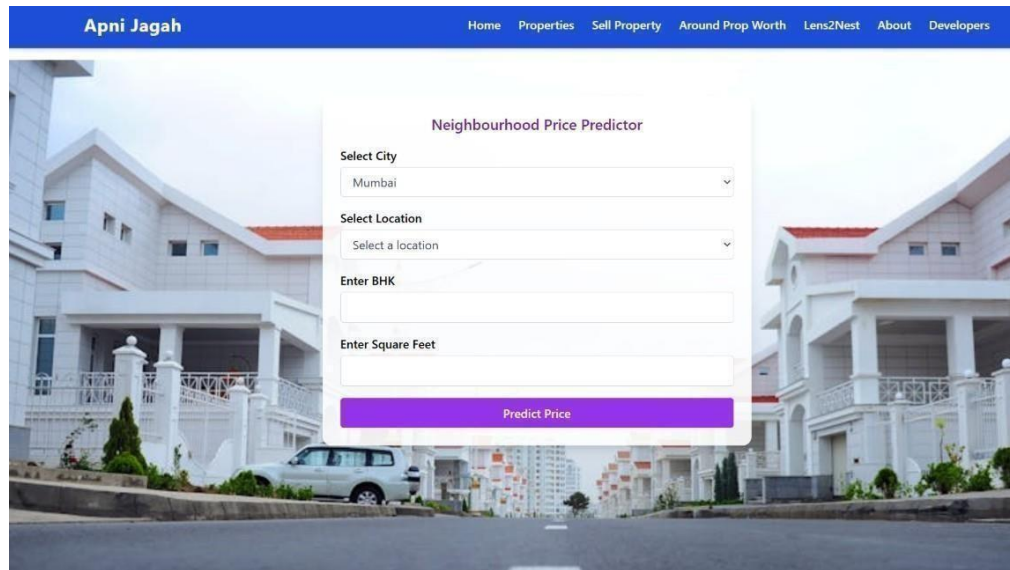 Apni Jagah
Home Properties Sell Property Around Prop Worth Lens2Nest About Developers
Neighbourhood Price Predictor
Select City
Mumbai
Select Location
Select a location
Enter BHK
Enter Square Feet
Predict Price